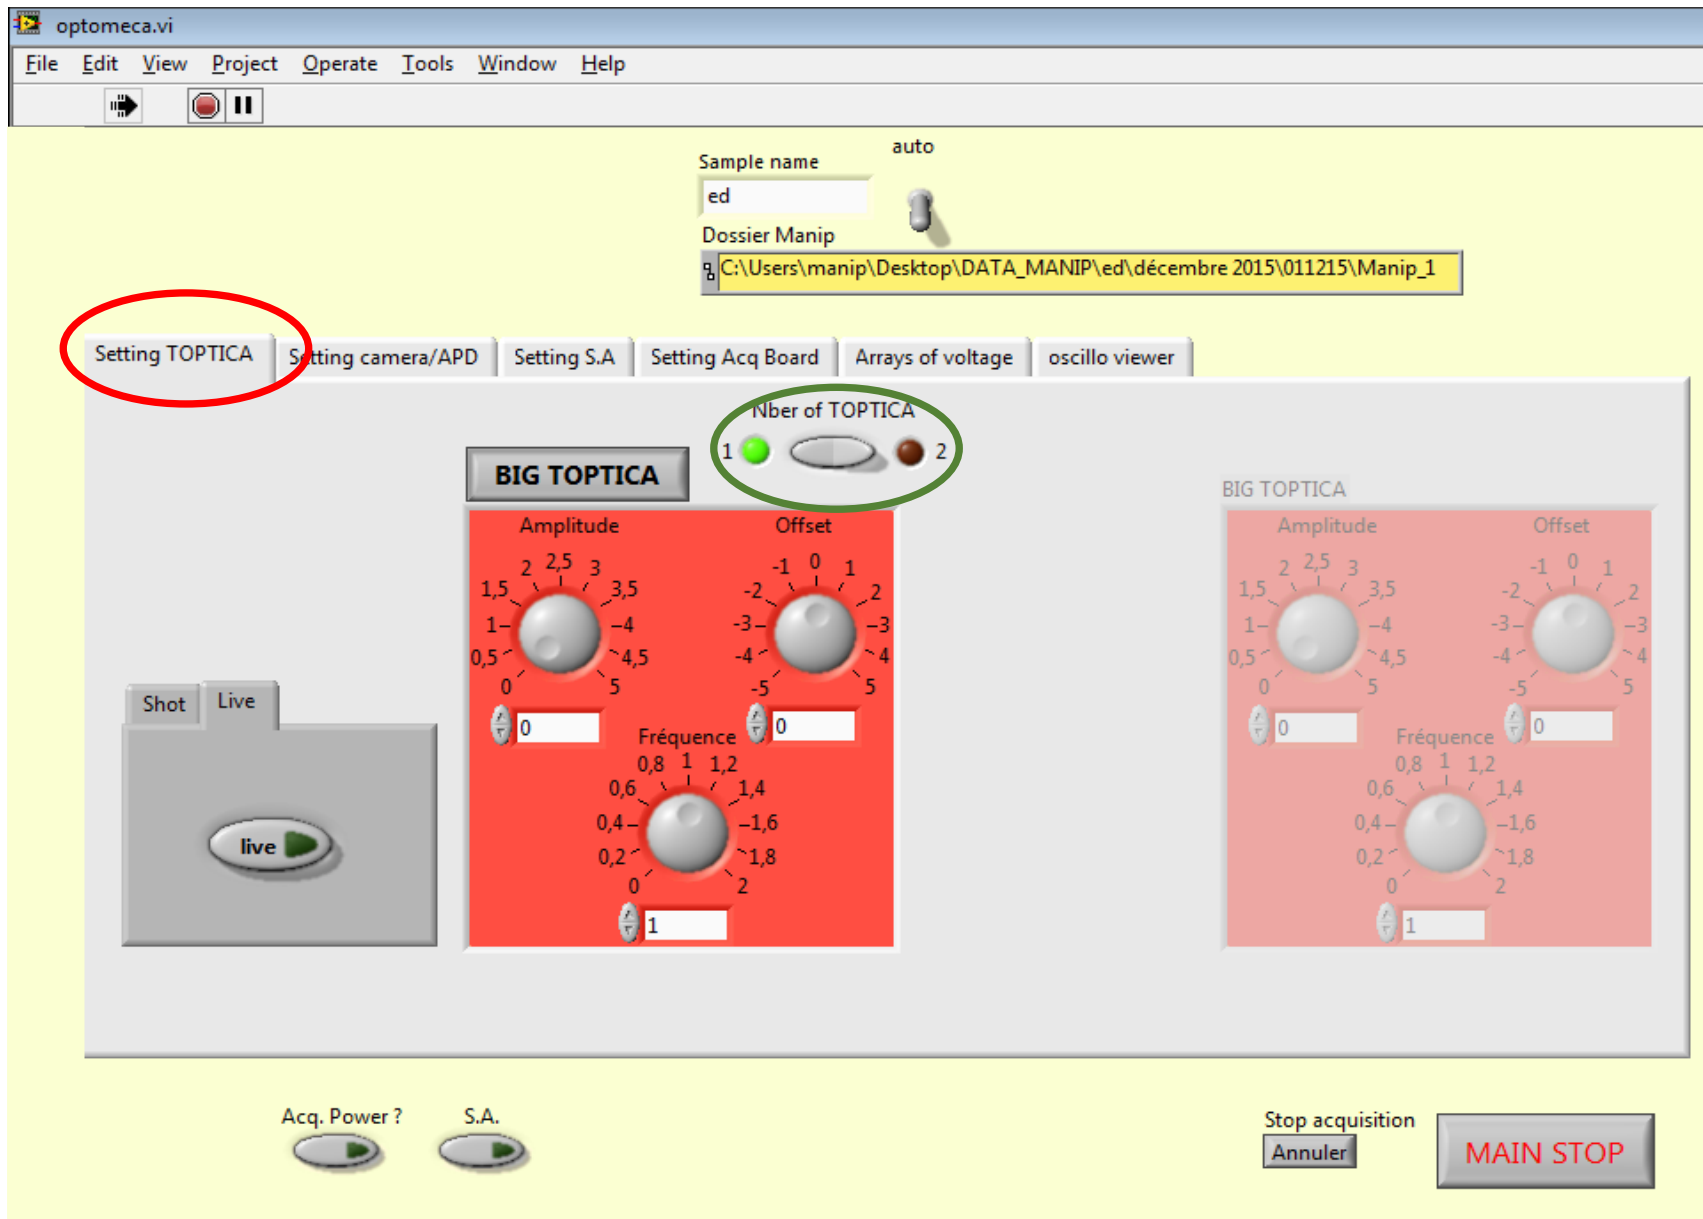 optomeca.vi
File Edit View Project Operate Tools Window Help
auto
Sample name
ed
Dossier Manip
C:\Users\manip\Desktop\DATA_MANIP\ed\décembre 2015\011215\Manip_1
Setting TOPTICA Setting camera/APD Setting S.A Setting Acq Board Arrays of voltage oscillo viewer
Nber of TOPTICA
1 2
BIG TOPTICA
Amplitude
0 0,5 1 1,5 2 2,5 3 3,5 4 4,5 5
0
Offset
-5 -4 -3 -2 -1 0 1 2 3 4 5
0
Fréquence
0 0,2 0,4 0,6 0,8 1 1,2 1,4 1,6 1,8 2
1
BIG TOPTICA
Amplitude
0 0,5 1 1,5 2 2,5 3 3,5 4 4,5 5
0
Offset
-5 -4 -3 -2 -1 0 1 2 3 4 5
0
Fréquence
0 0,2 0,4 0,6 0,8 1 1,2 1,4 1,6 1,8 2
1
Shot Live
live
Acq. Power ? S.A.
Stop acquisition
Annuler
MAIN STOP